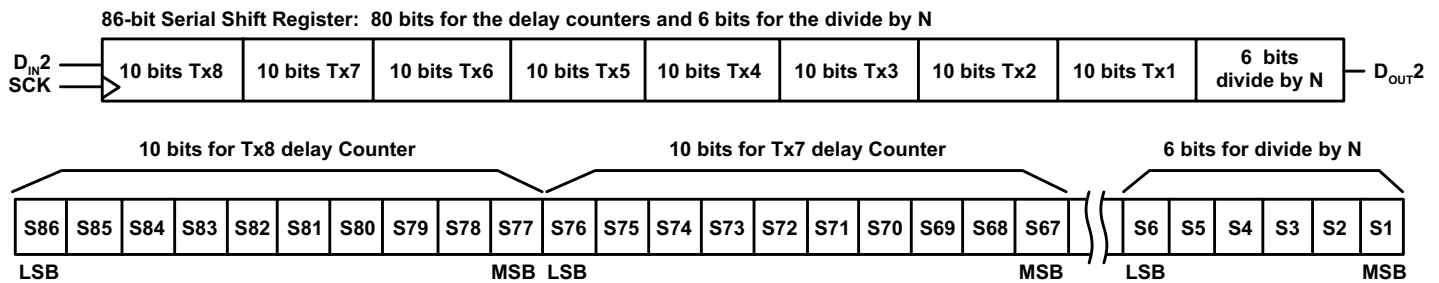 86-bit Serial Shift Register: 80 bits for the delay counters and 6 bits for the divide by N
DIN2
SCK
10 bits Tx8 10 bits Tx7 10 bits Tx6 10 bits Tx5 10 bits Tx4 10 bits Tx3 10 bits Tx2 10 bits Tx1 6 bits
divide by N
DOUT2
10 bits for Tx8 delay Counter 10 bits for Tx7 delay Counter 6 bits for divide by N
S86 S85 S84 S83 S82 S81 S80 S79 S78 S77 S76 S75 S74 S73 S72 S71 S70 S69 S68 S67 S6 S5 S4 S3 S2 S1
LSB MSB LSB MSB LSB MSB